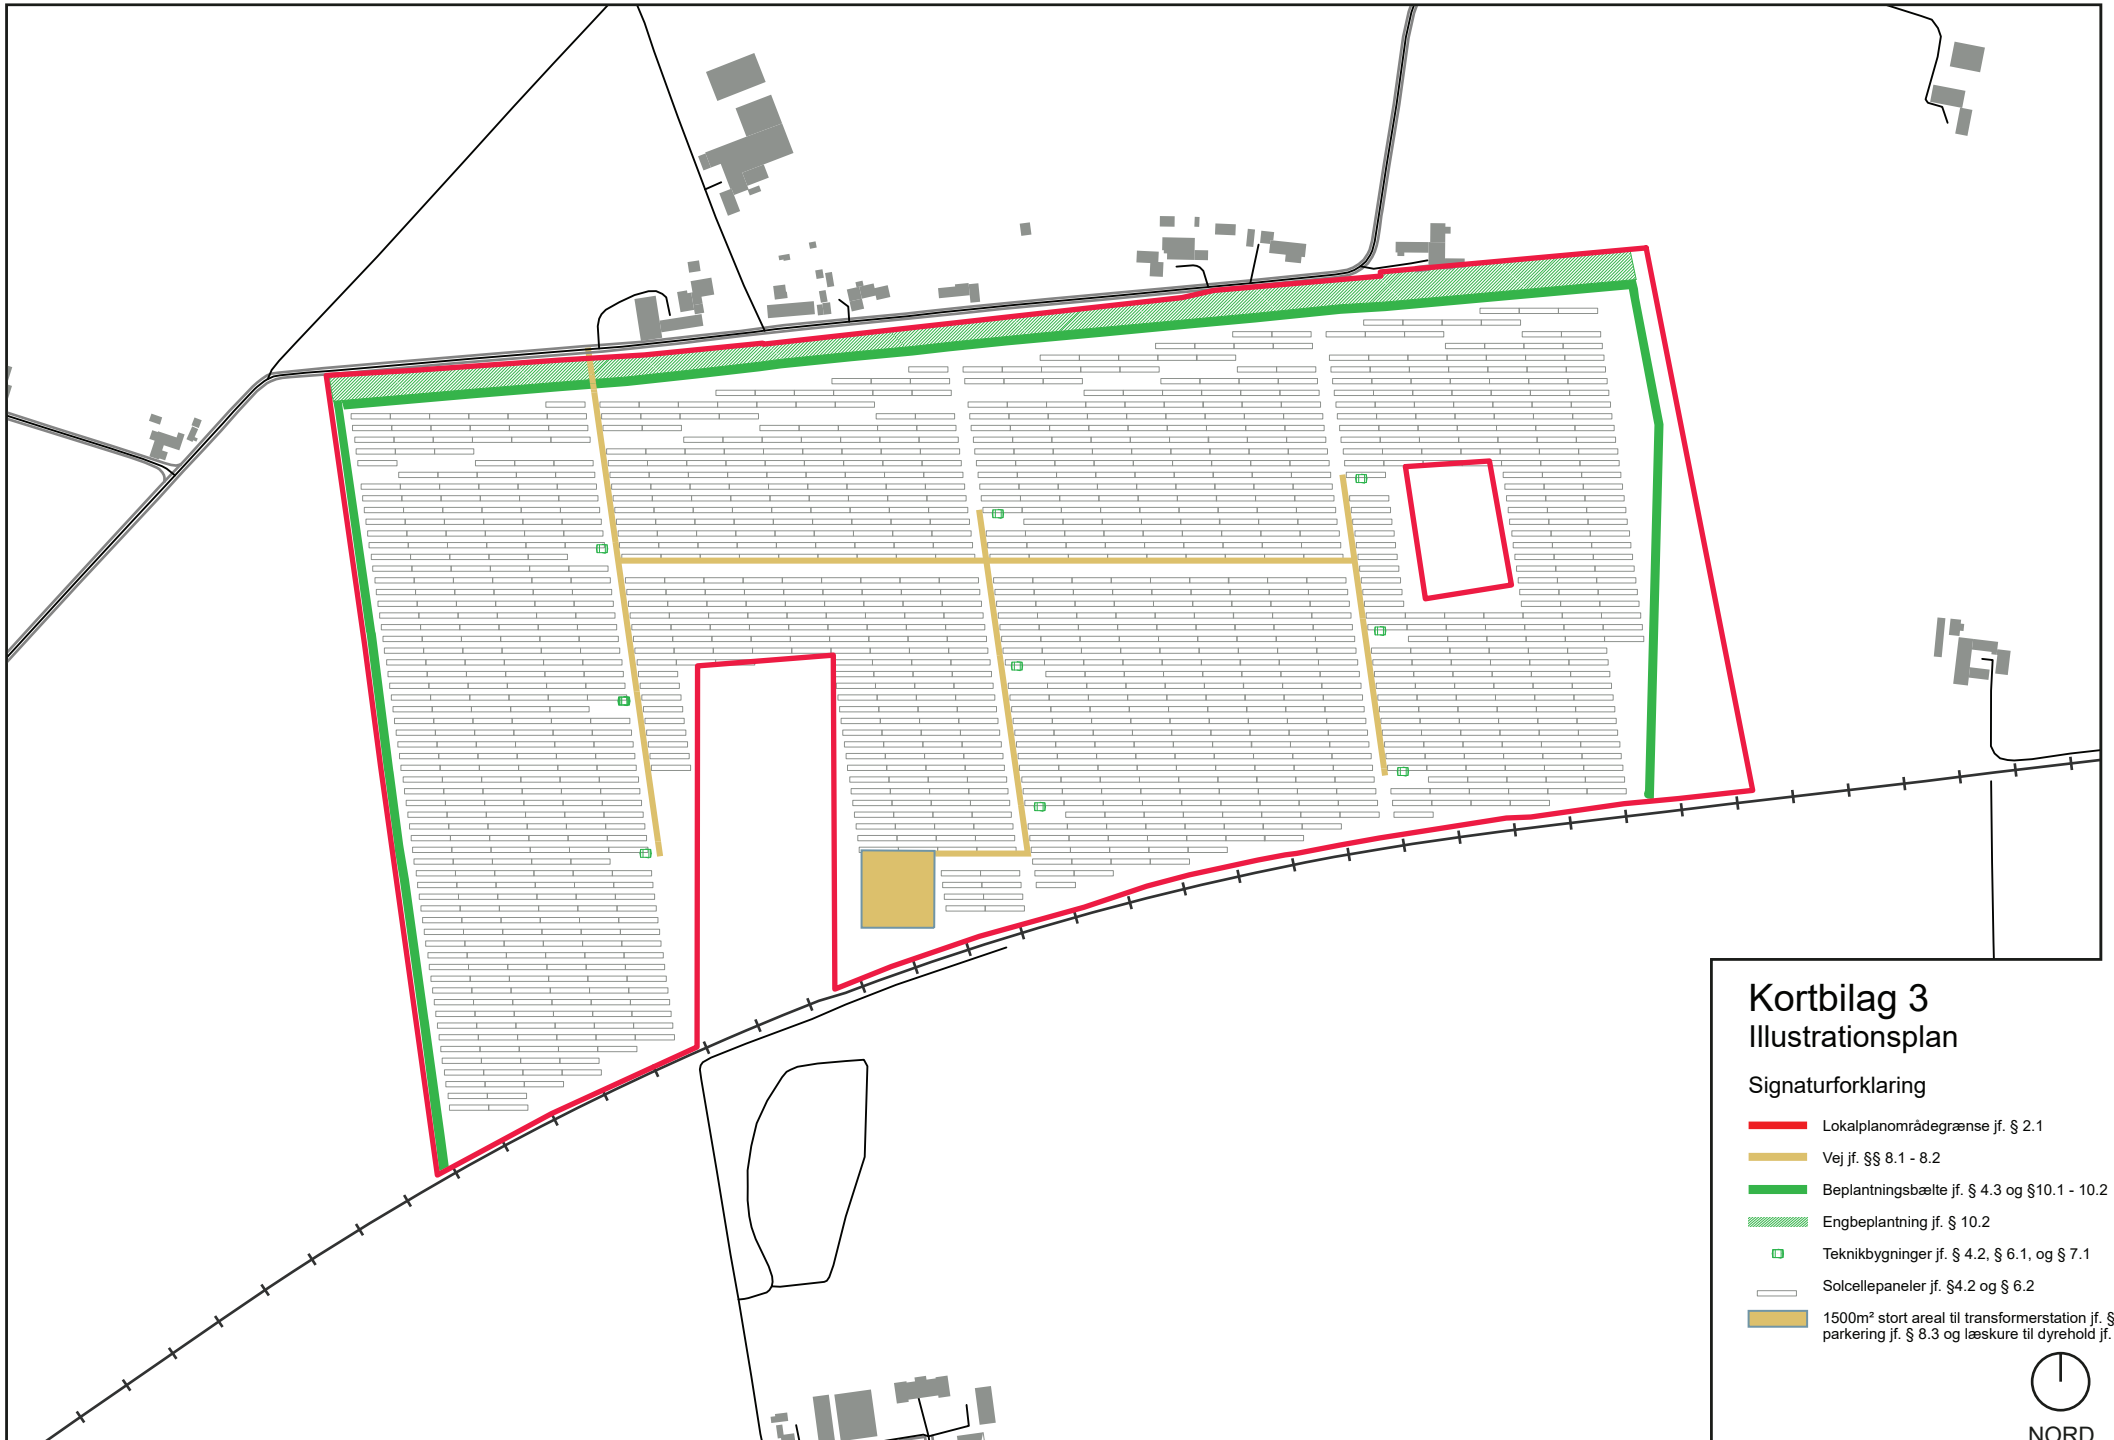 Kortbilag 3
Illustrationsplan
Signaturforklaring
Lokalplanområdegrænse jf. § 2.1
Vej jf. §§ 8.1 - 8.2
Beplantningsbælte jf. § 4.3 og §10.1 - 10.2
Engbeplantning jf. § 10.2
Teknikbygninger jf. § 4.2, § 6.1, og § 7.1
Solcellepaneler jf. §4.2 og § 6.2
1500m² stort areal til transformerstation jf. §
parkering jf. § 8.3 og læskure til dyrehold jf.
NORD